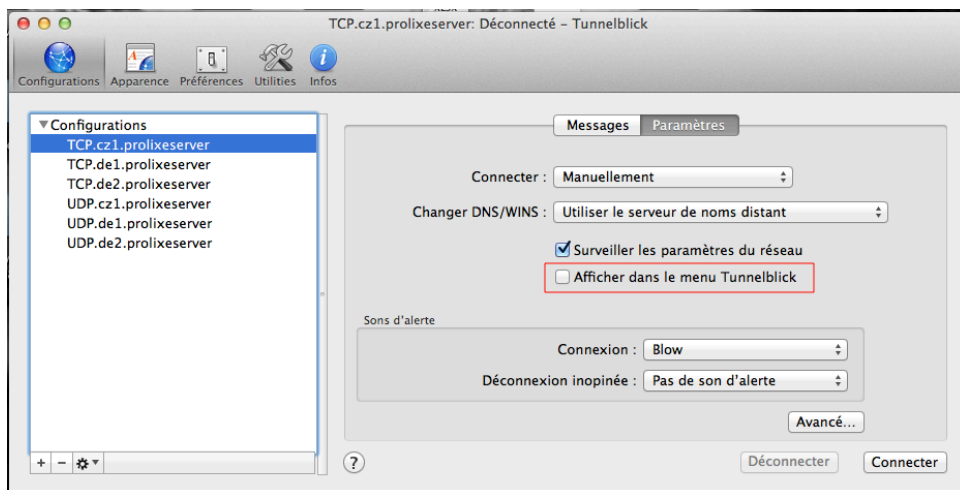 TCP.cz1.prolixeserver: Déconnecté – Tunnelblick
Configurations Apparence Préférences Utilities Infos
Configurations
TCP.cz1.prolixeserver
TCP.de1.prolixeserver
TCP.de2.prolixeserver
UDP.cz1.prolixeserver
UDP.de1.prolixeserver
UDP.de2.prolixeserver
Messages Paramètres
Connecter : Manuellement
Changer DNS/WINS : Utiliser le serveur de noms distant
Surveiller les paramètres du réseau
Afficher dans le menu Tunnelblick
Sons d'alerte
Connexion : Blow
Déconnexion inopinée : Pas de son d'alerte
Avancé...
+ − ?
Déconnecter Connecter